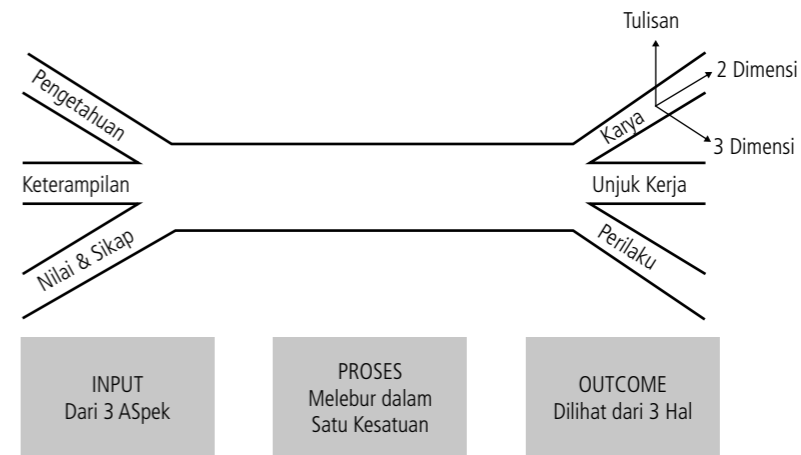 Tulisan
2 Dimensi
3 Dimensi
Pengetahuan
Karya
Keterampilan
Unjuk Kerja
Nilai & Sikap
Perilaku
INPUT
Dari 3 ASpek
PROSES
Melebur dalam
Satu Kesatuan
OUTCOME
Dilihat dari 3 Hal